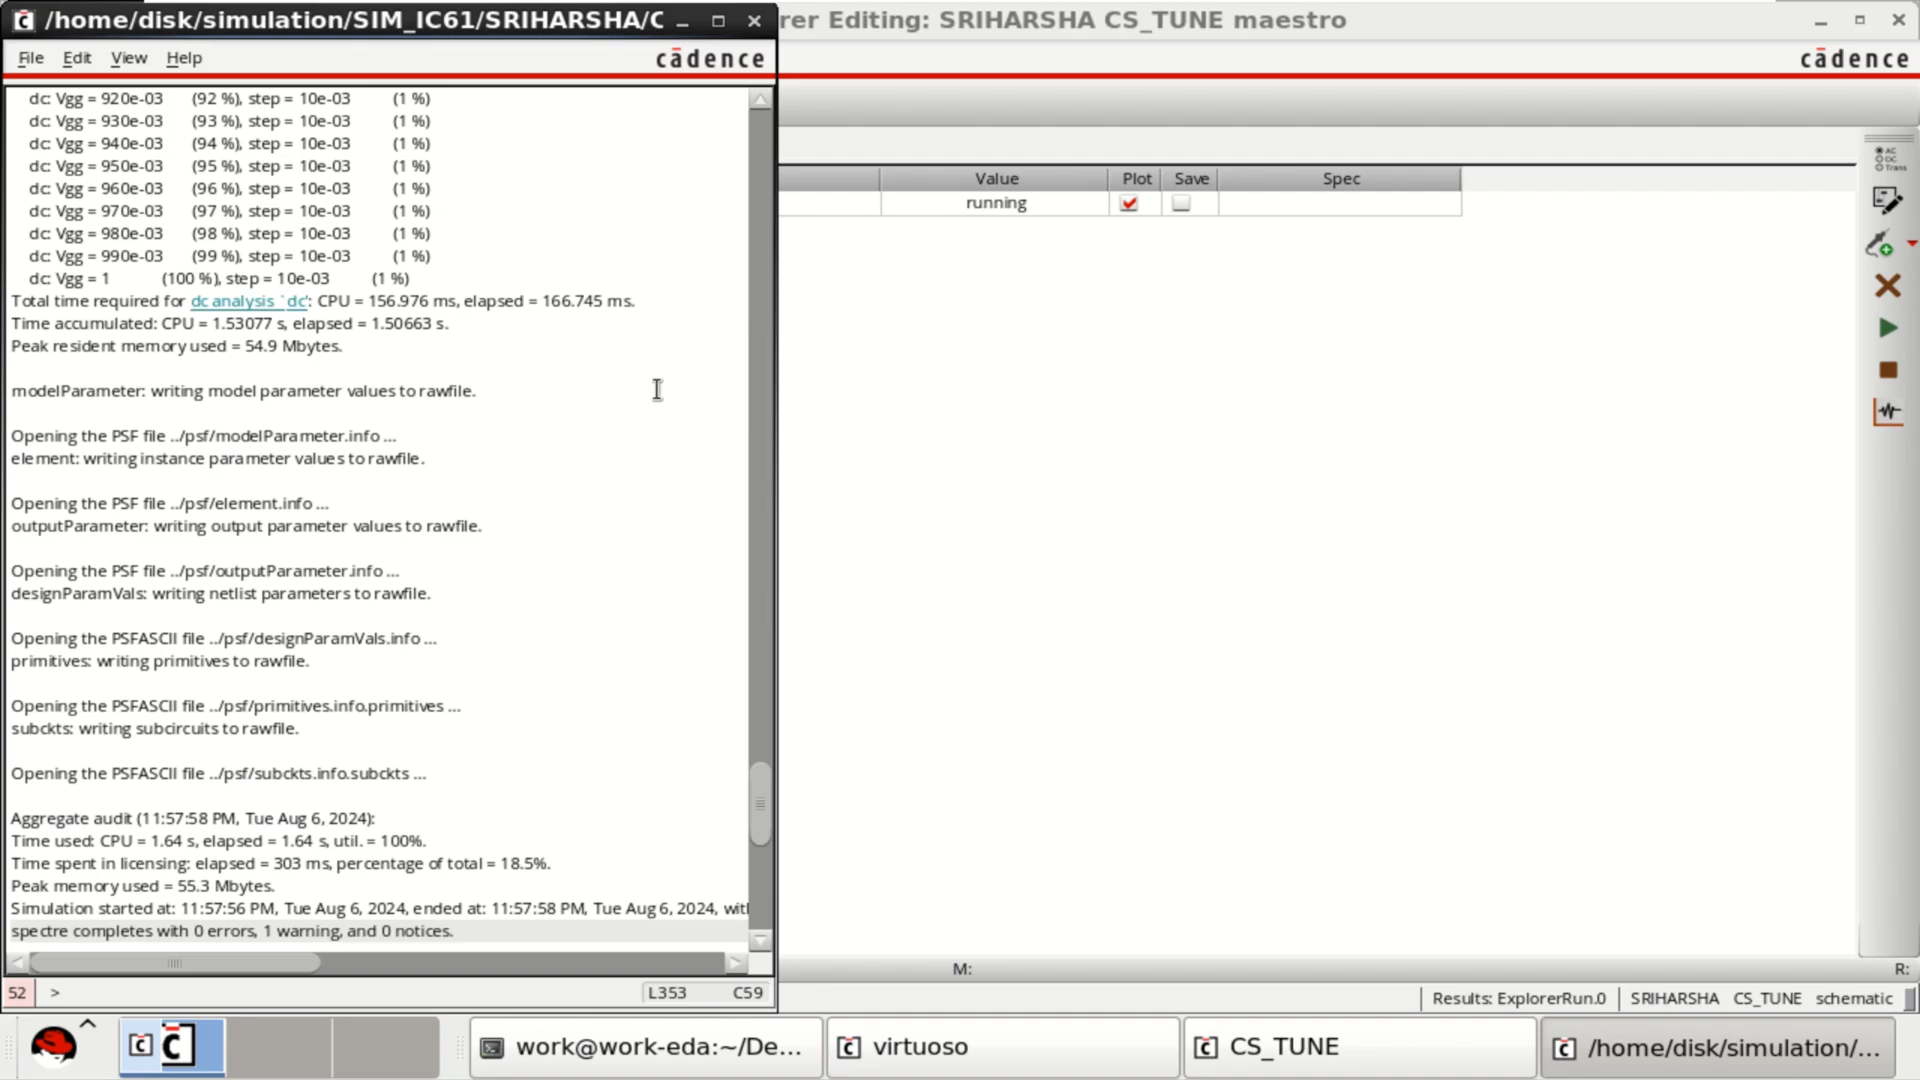 /home/disk/simulation/SIM_IC61/SRIHARSHA/C
rer Editing: SRIHARSHA CS_TUNE maestro
File Edit View Help
cādence
cādence
dc: Vgg = 920e-03 (92 %), step = 10e-03 (1 %)
dc: Vgg = 930e-03 (93 %), step = 10e-03 (1 %)
dc: Vgg = 940e-03 (94 %), step = 10e-03 (1 %)
dc: Vgg = 950e-03 (95 %), step = 10e-03 (1 %)
dc: Vgg = 960e-03 (96 %), step = 10e-03 (1 %)
dc: Vgg = 970e-03 (97 %), step = 10e-03 (1 %)
dc: Vgg = 980e-03 (98 %), step = 10e-03 (1 %)
dc: Vgg = 990e-03 (99 %), step = 10e-03 (1 %)
dc: Vgg = 1 (100 %), step = 10e-03 (1 %)
Total time required for dc analysis `dc': CPU = 156.976 ms, elapsed = 166.745 ms.
Time accumulated: CPU = 1.53077 s, elapsed = 1.50663 s.
Peak resident memory used = 54.9 Mbytes.
modelParameter: writing model parameter values to rawfile.
Opening the PSF file ../psf/modelParameter.info ...
element: writing instance parameter values to rawfile.
Opening the PSF file ../psf/element.info ...
outputParameter: writing output parameter values to rawfile.
Opening the PSF file ../psf/outputParameter.info ...
designParamVals: writing netlist parameters to rawfile.
Opening the PSFASCII file ../psf/designParamVals.info ...
primitives: writing primitives to rawfile.
Opening the PSFASCII file ../psf/primitives.info.primitives ...
subckts: writing subcircuits to rawfile.
Opening the PSFASCII file ../psf/subckts.info.subckts ...
Aggregate audit (11:57:58 PM, Tue Aug 6, 2024):
Time used: CPU = 1.64 s, elapsed = 1.64 s, util. = 100%.
Time spent in licensing: elapsed = 303 ms, percentage of total = 18.5%.
Peak memory used = 55.3 Mbytes.
Simulation started at: 11:57:56 PM, Tue Aug 6, 2024, ended at: 11:57:58 PM, Tue Aug 6, 2024, with
spectre completes with 0 errors, 1 warning, and 0 notices.
52 > L353 C59
Value Plot Save Spec
running
AC
DC
Trans
M: R:
Results: ExplorerRun.0 SRIHARSHA CS_TUNE schematic
work@work-eda:~/De...
virtuoso
CS_TUNE
/home/disk/simulation/...